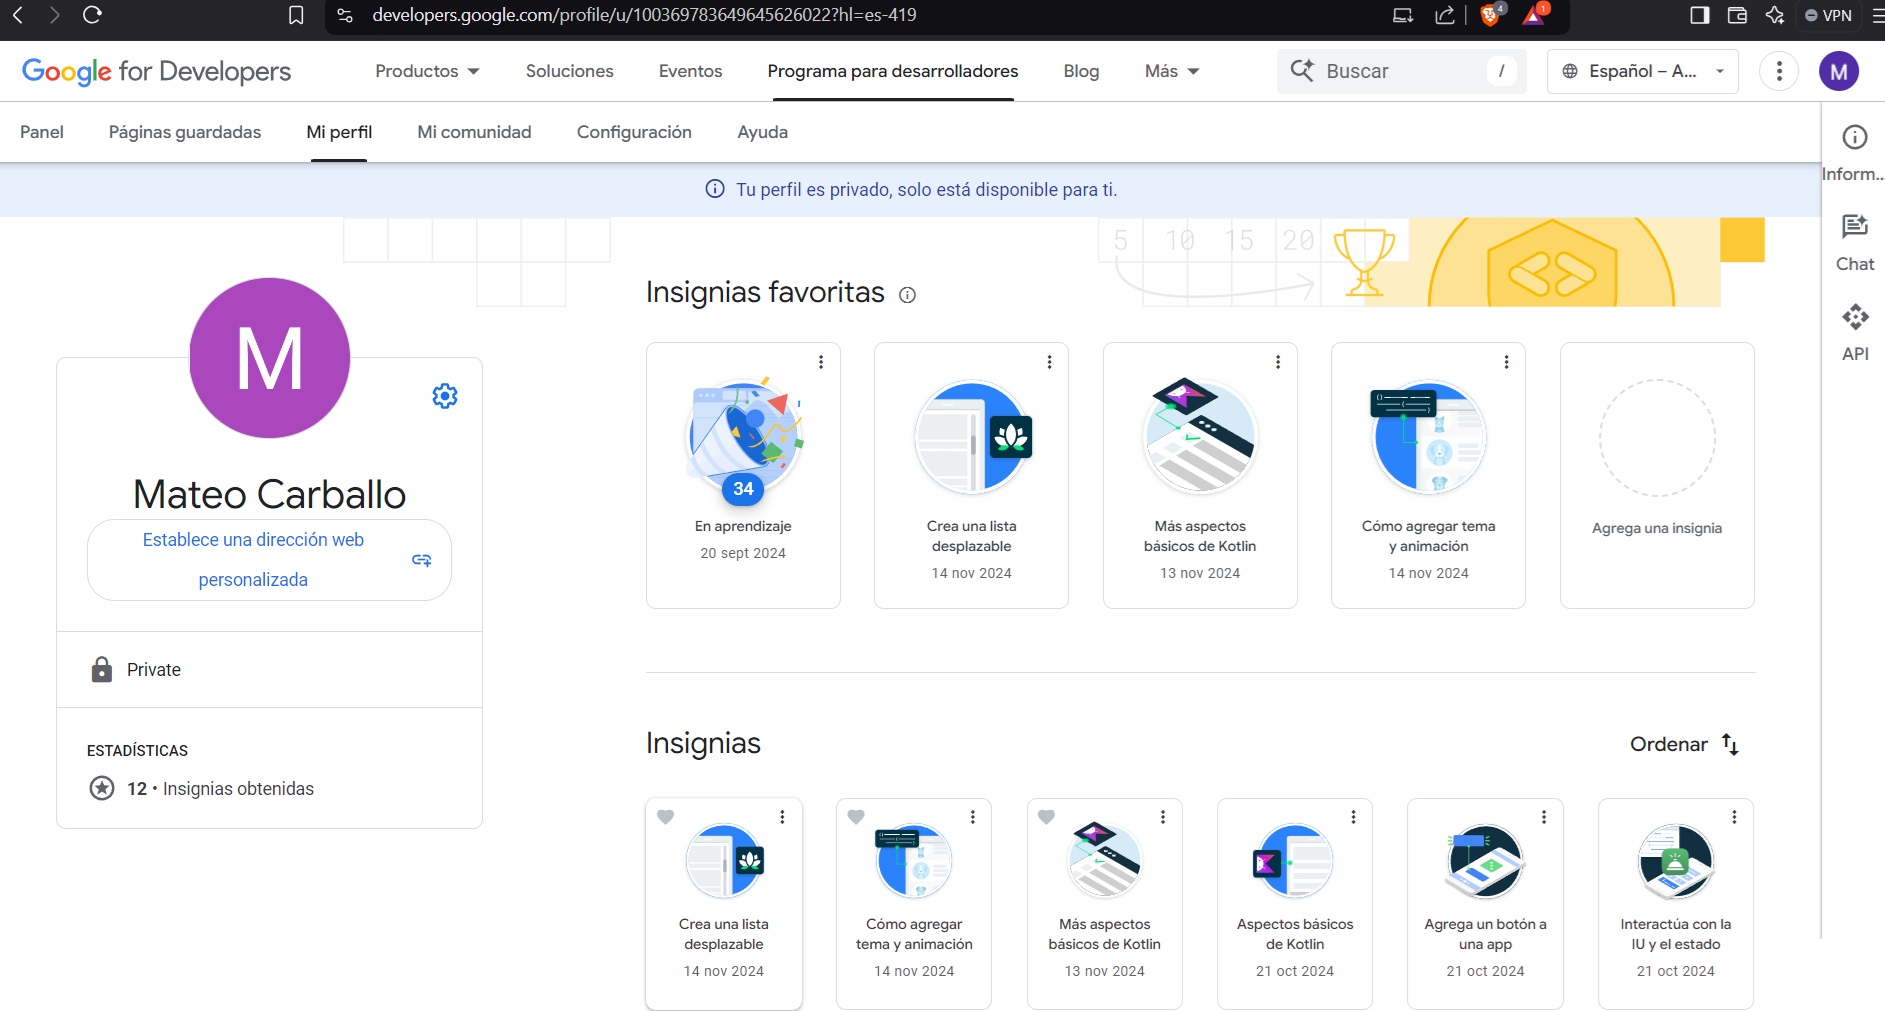 developers.google.com/profile/u/100369783649645626022?hl=es-419
4
1
VPN
Google for Developers
Productos
Soluciones
Eventos
Programa para desarrolladores
Blog
Más
Buscar
/
Español – A...
M
Panel
Páginas guardadas
Mi perfil
Mi comunidad
Configuración
Ayuda
Inform...
Chat
API
Tu perfil es privado, solo está disponible para ti.
5 10 15 20
M
Mateo Carballo
Establece una dirección web
personalizada
Private
ESTADÍSTICAS
12 • Insignias obtenidas
Insignias favoritas
34
En aprendizaje
20 sept 2024
Crea una lista
desplazable
14 nov 2024
Más aspectos
básicos de Kotlin
13 nov 2024
Cómo agregar tema
y animación
14 nov 2024
Agrega una insignia
Insignias
Ordenar
Crea una lista
desplazable
14 nov 2024
Cómo agregar
tema y animación
14 nov 2024
Más aspectos
básicos de Kotlin
13 nov 2024
Aspectos básicos
de Kotlin
21 oct 2024
Agrega un botón a
una app
21 oct 2024
Interactúa con la
IU y el estado
21 oct 2024